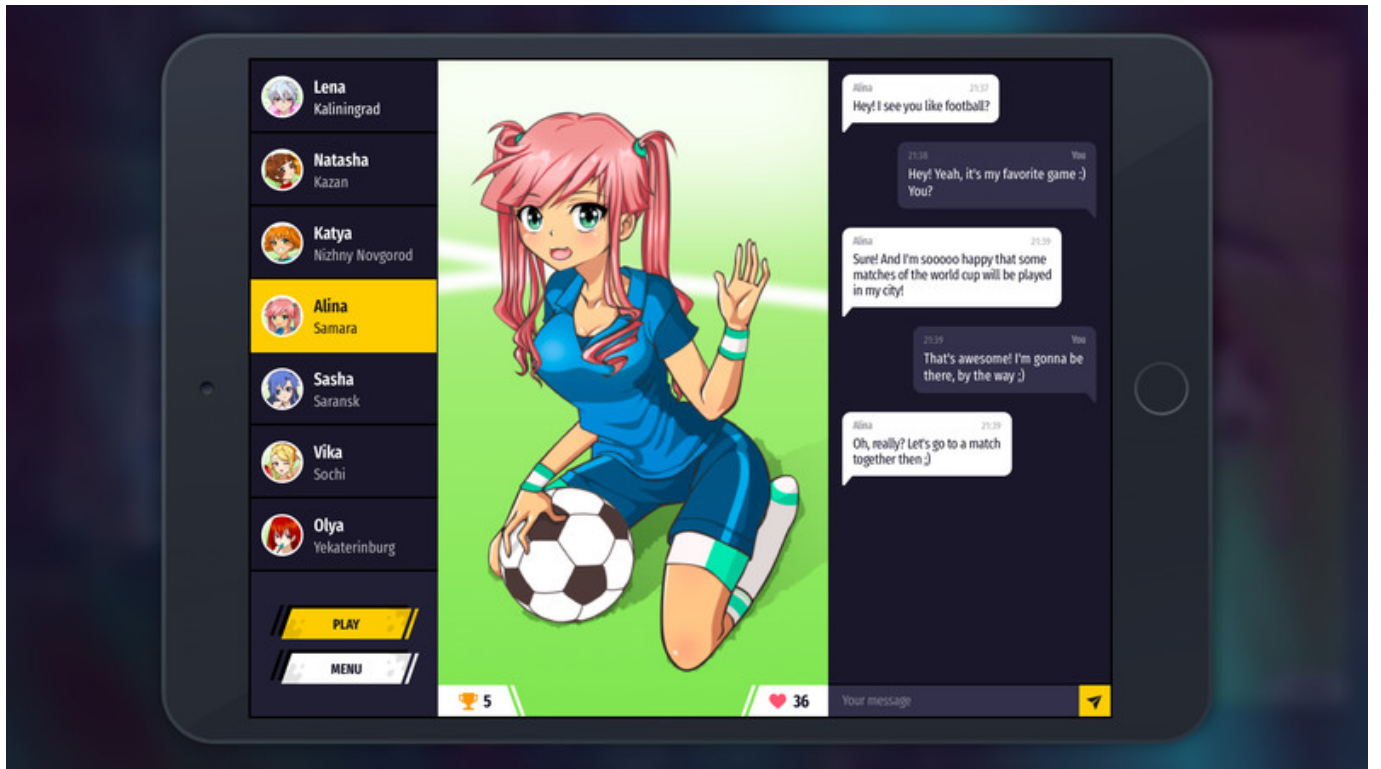 Lena
Kaliningrad
Natasha
Kazan
Katya
Nizhny Novgorod
Alina
Samara
Sasha
Saransk
Vika
Sochi
Olya
Yekaterinburg
PLAY
MENU
5
36
Alina 21:37
Hey! I see you like football?
21:38 You
Hey! Yeah, it's my favorite game :)
You?
Alina 21:39
Sure! And I'm sooooo happy that some
matches of the world cup will be played
in my city!
21:39 You
That's awesome! I'm gonna be
there, by the way ;)
Alina 21:39
Oh, really? Let's go to a match
together then ;)
Your message